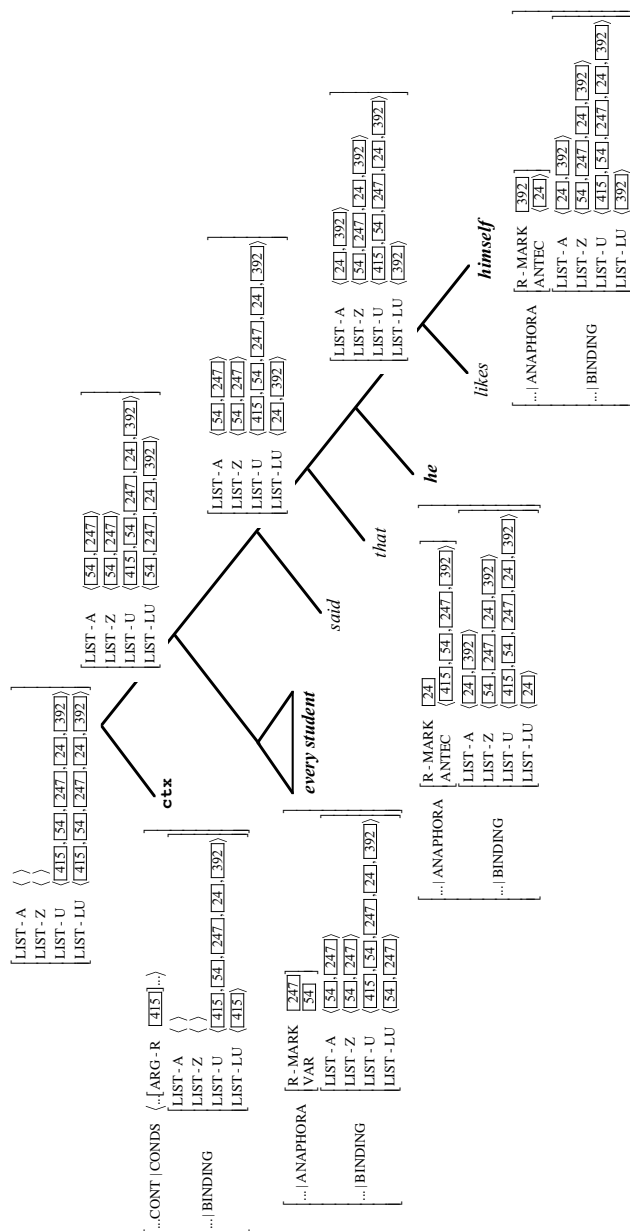 LIST-A ⟨⟩
LIST-Z ⟨⟩
LIST-U ⟨415, 54, 247, 24, 392⟩
LIST-LU ⟨415, 54, 247, 24, 392⟩
ctx
...CONT|CONDS ⟨...[ARG-R 415]...⟩
...|BINDING
LIST-A ⟨⟩
LIST-Z ⟨⟩
LIST-U ⟨415, 54, 247, 24, 392⟩
LIST-LU ⟨415⟩
LIST-A ⟨54, 247⟩
LIST-Z ⟨54, 247⟩
LIST-U ⟨415, 54, 247, 24, 392⟩
LIST-LU ⟨54, 247, 24, 392⟩
every student
...|ANAPHORA
R-MARK 247
VAR 54
...|BINDING
LIST-A ⟨54, 247⟩
LIST-Z ⟨54, 247⟩
LIST-U ⟨415, 54, 247, 24, 392⟩
LIST-LU ⟨54, 247⟩
said
LIST-A ⟨54, 247⟩
LIST-Z ⟨54, 247⟩
LIST-U ⟨415, 54, 247, 24, 392⟩
LIST-LU ⟨24, 392⟩
that
he
...|ANAPHORA
R-MARK 24
ANTEC ⟨415, 54, 247, 392⟩
...|BINDING
LIST-A ⟨24, 392⟩
LIST-Z ⟨54, 247, 24, 392⟩
LIST-U ⟨415, 54, 247, 24, 392⟩
LIST-LU ⟨24⟩
LIST-A ⟨24, 392⟩
LIST-Z ⟨54, 247, 24, 392⟩
LIST-U ⟨415, 54, 247, 24, 392⟩
LIST-LU ⟨392⟩
likes
himself
...|ANAPHORA
R-MARK 392
ANTEC ⟨24⟩
...|BINDING
LIST-A ⟨24, 392⟩
LIST-Z ⟨54, 247, 24, 392⟩
LIST-U ⟨415, 54, 247, 24, 392⟩
LIST-LU ⟨392⟩